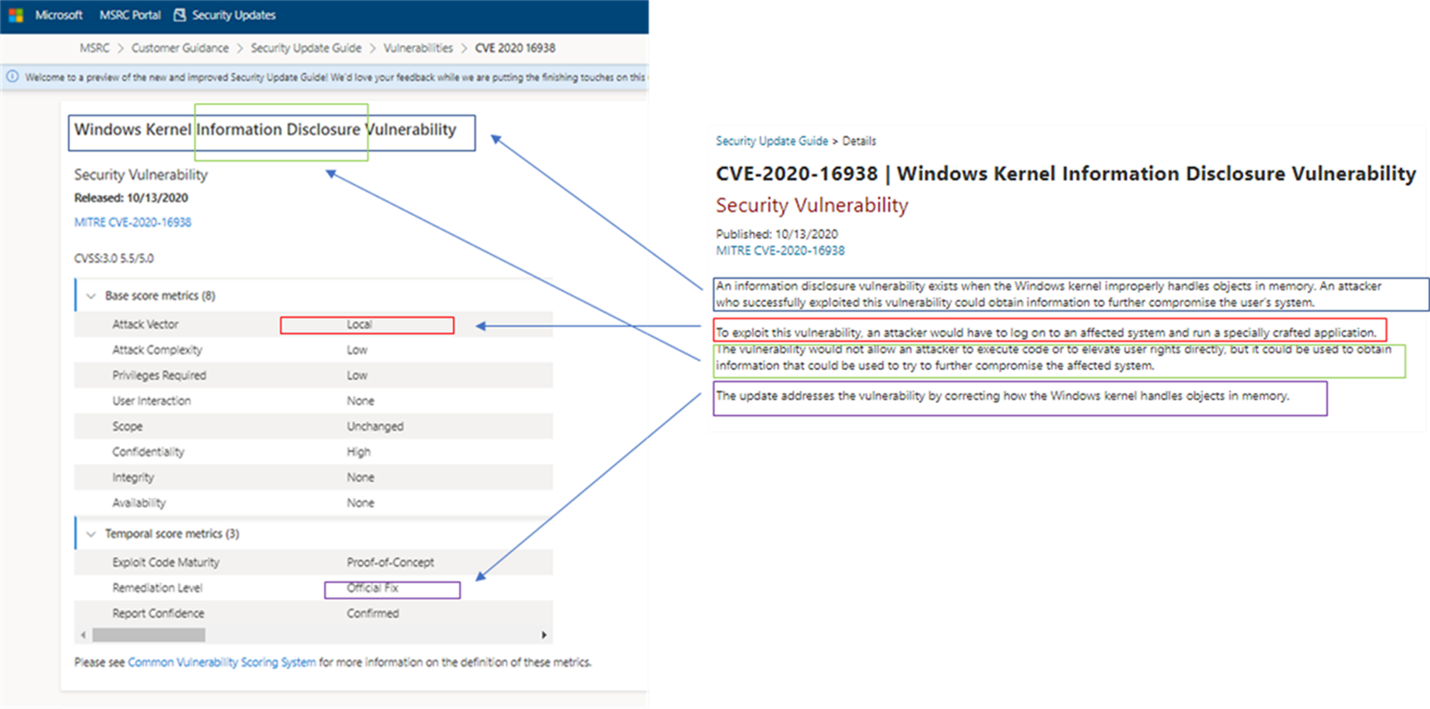 Microsoft MSRC Portal Security Updates
MSRC > Customer Guidance > Security Update Guide > Vulnerabilities > CVE 2020 16938
Welcome to a preview of the new and improved Security Update Guide! We'd love your feedback while we are putting the finishing touches on this
Windows Kernel Information Disclosure Vulnerability
Security Vulnerability
Released: 10/13/2020
MITRE CVE-2020-16938
CVSS:3.0 5.5/5.0
Base score metrics (8)
Attack Vector Local
Attack Complexity Low
Privileges Required Low
User Interaction None
Scope Unchanged
Confidentiality High
Integrity None
Availability None
Temporal score metrics (3)
Exploit Code Maturity Proof-of-Concept
Remediation Level Official Fix
Report Confidence Confirmed
Please see Common Vulnerability Scoring System for more information on the definition of these metrics.
Security Update Guide > Details
CVE-2020-16938 | Windows Kernel Information Disclosure Vulnerability
Security Vulnerability
Published: 10/13/2020
MITRE CVE-2020-16938
An information disclosure vulnerability exists when the Windows kernel improperly handles objects in memory. An attacker
who successfully exploited this vulnerability could obtain information to further compromise the user's system.
To exploit this vulnerability, an attacker would have to log on to an affected system and run a specially crafted application.
The vulnerability would not allow an attacker to execute code or to elevate user rights directly, but it could be used to obtain
information that could be used to try to further compromise the affected system.
The update addresses the vulnerability by correcting how the Windows kernel handles objects in memory.